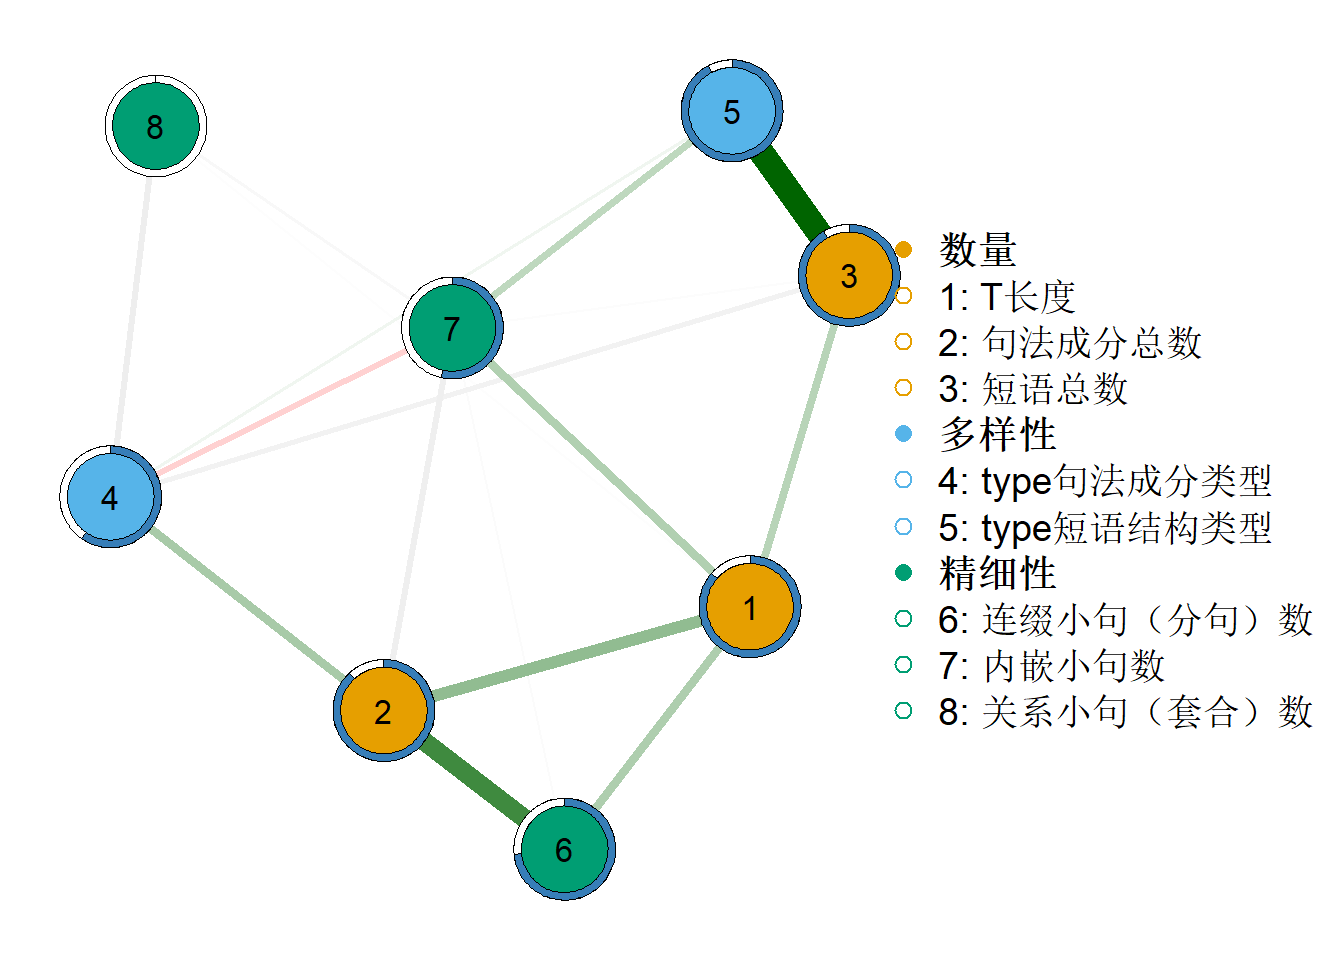 8
5
3
7
4
1
2
6
数量
1: T长度
2: 句法成分总数
3: 短语总数
多样性
4: type句法成分类型
5: type短语结构类型
精细性
6: 连缀小句（分句）数
7: 内嵌小句数
8: 关系小句（套合）数